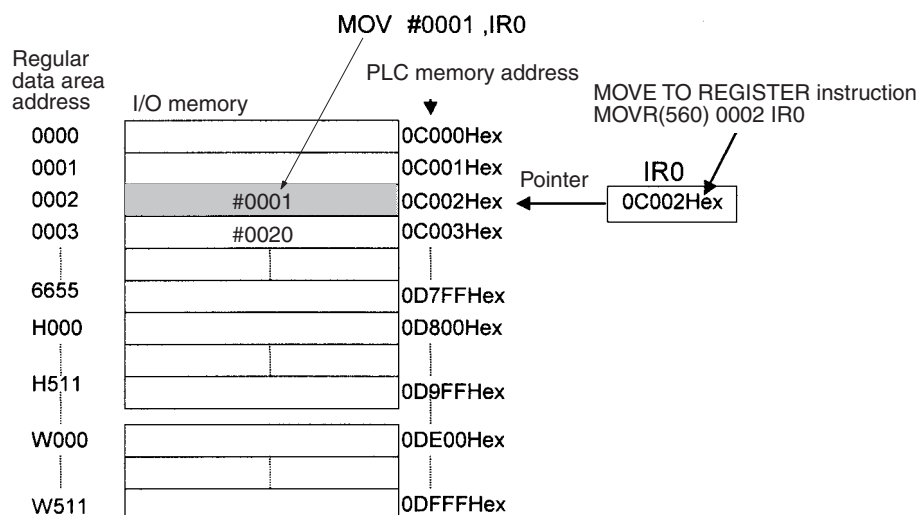 MOV #0001 ,IR0
Regular
data area
address
PLC memory address
I/O memory
MOVE TO REGISTER instruction
MOVR(560) 0002 IR0
0000
0C000Hex
0001
0C001Hex
0002
#0001
0C002Hex
Pointer
IR0
0C002Hex
0003
#0020
0C003Hex
6655
0D7FFHex
H000
0D800Hex
H511
0D9FFHex
W000
0DE00Hex
W511
0DFFFHex